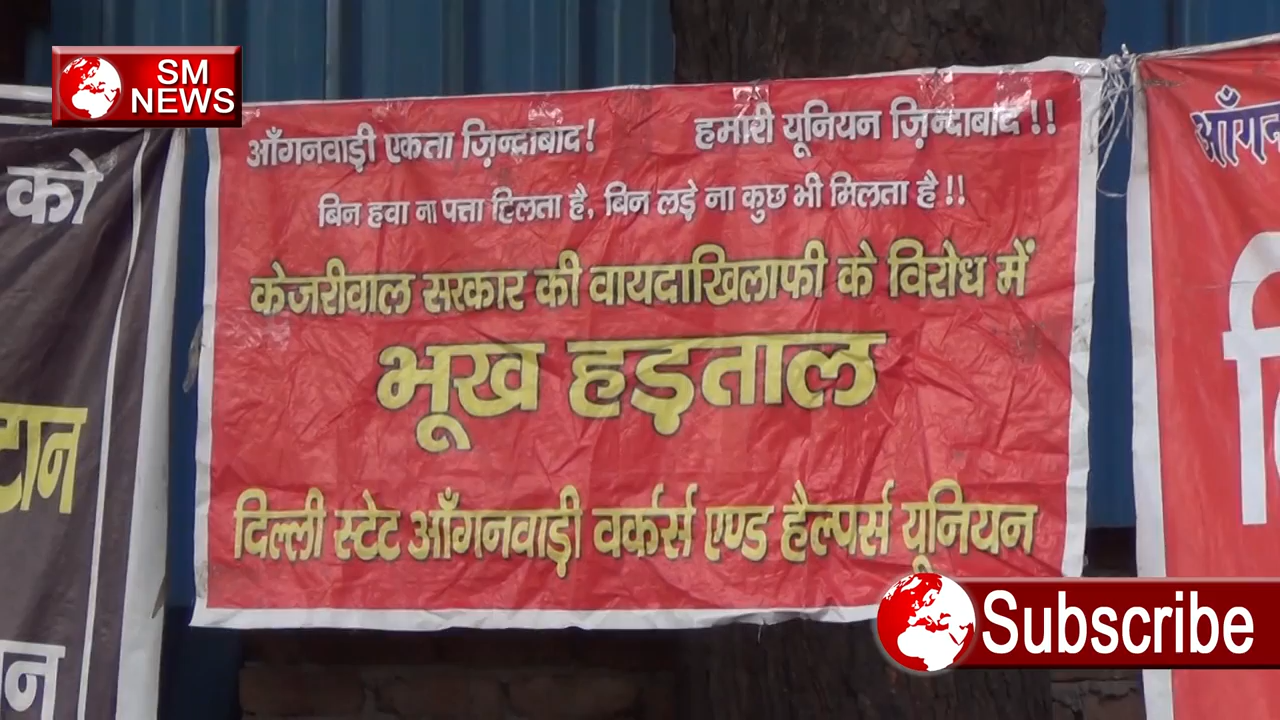 SM
NEWS
आँगनवाड़ी एकता ज़िन्दाबाद! हमारी यूनियन ज़िन्दाबाद !!
बिन हवा ना पत्ता हिलता है, बिन लड़े ना कुछ भी मिलता है !!
केजरीवाल सरकार की वायदाखिलाफी के विरोध में
भूख हड़ताल
दिल्ली स्टेट आँगनवाड़ी वर्कर्स एण्ड हैल्पर्स यूनियन
को
Subscribe